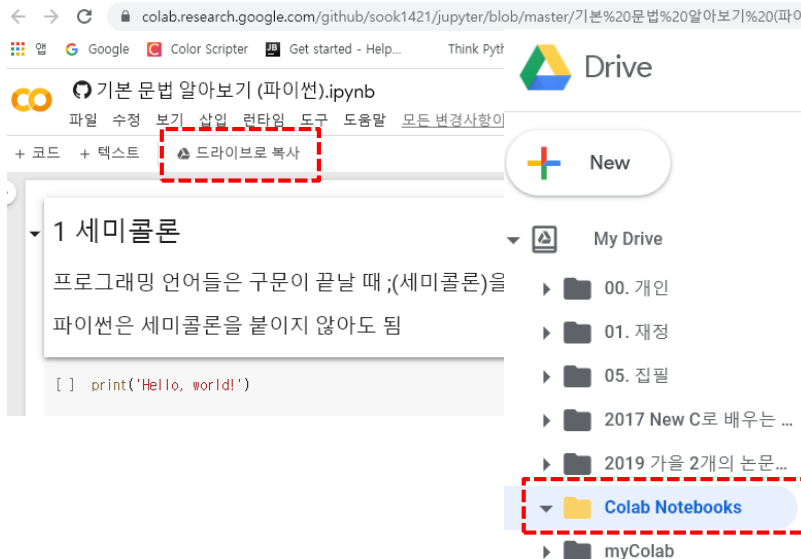 colab.research.google.com/github/sook1421/jupyter/blob/master/기본%20문법%20알아보기%20(파이
앱 Google Color Scripter Get started - Help... Think Pyth
CO 기본 문법 알아보기 (파이썬).ipynb
파일 수정 보기 삽입 런타임 도구 도움말 모든 변경사항이
+ 코드 + 텍스트 드라이브로 복사
1 세미콜론
프로그래밍 언어들은 구문이 끝날 때 ;(세미콜론)을
파이썬은 세미콜론을 붙이지 않아도 됨
[ ] print('Hello, world!')
Drive
New
My Drive
00. 개인
01. 재정
05. 집필
2017 New C로 배우는 ...
2019 가을 2개의 논문...
Colab Notebooks
myColab